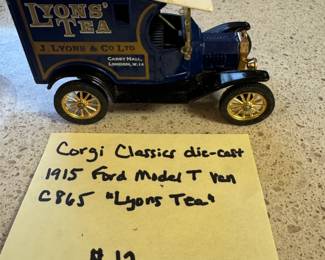 LYONS'
TEA
J. LYONS & CO LTD
CADBY HALL,
LONDON, W.14
Corgi Classics die-cast
1915 Ford Model T van
C865 "Lyons Tea"
# 12